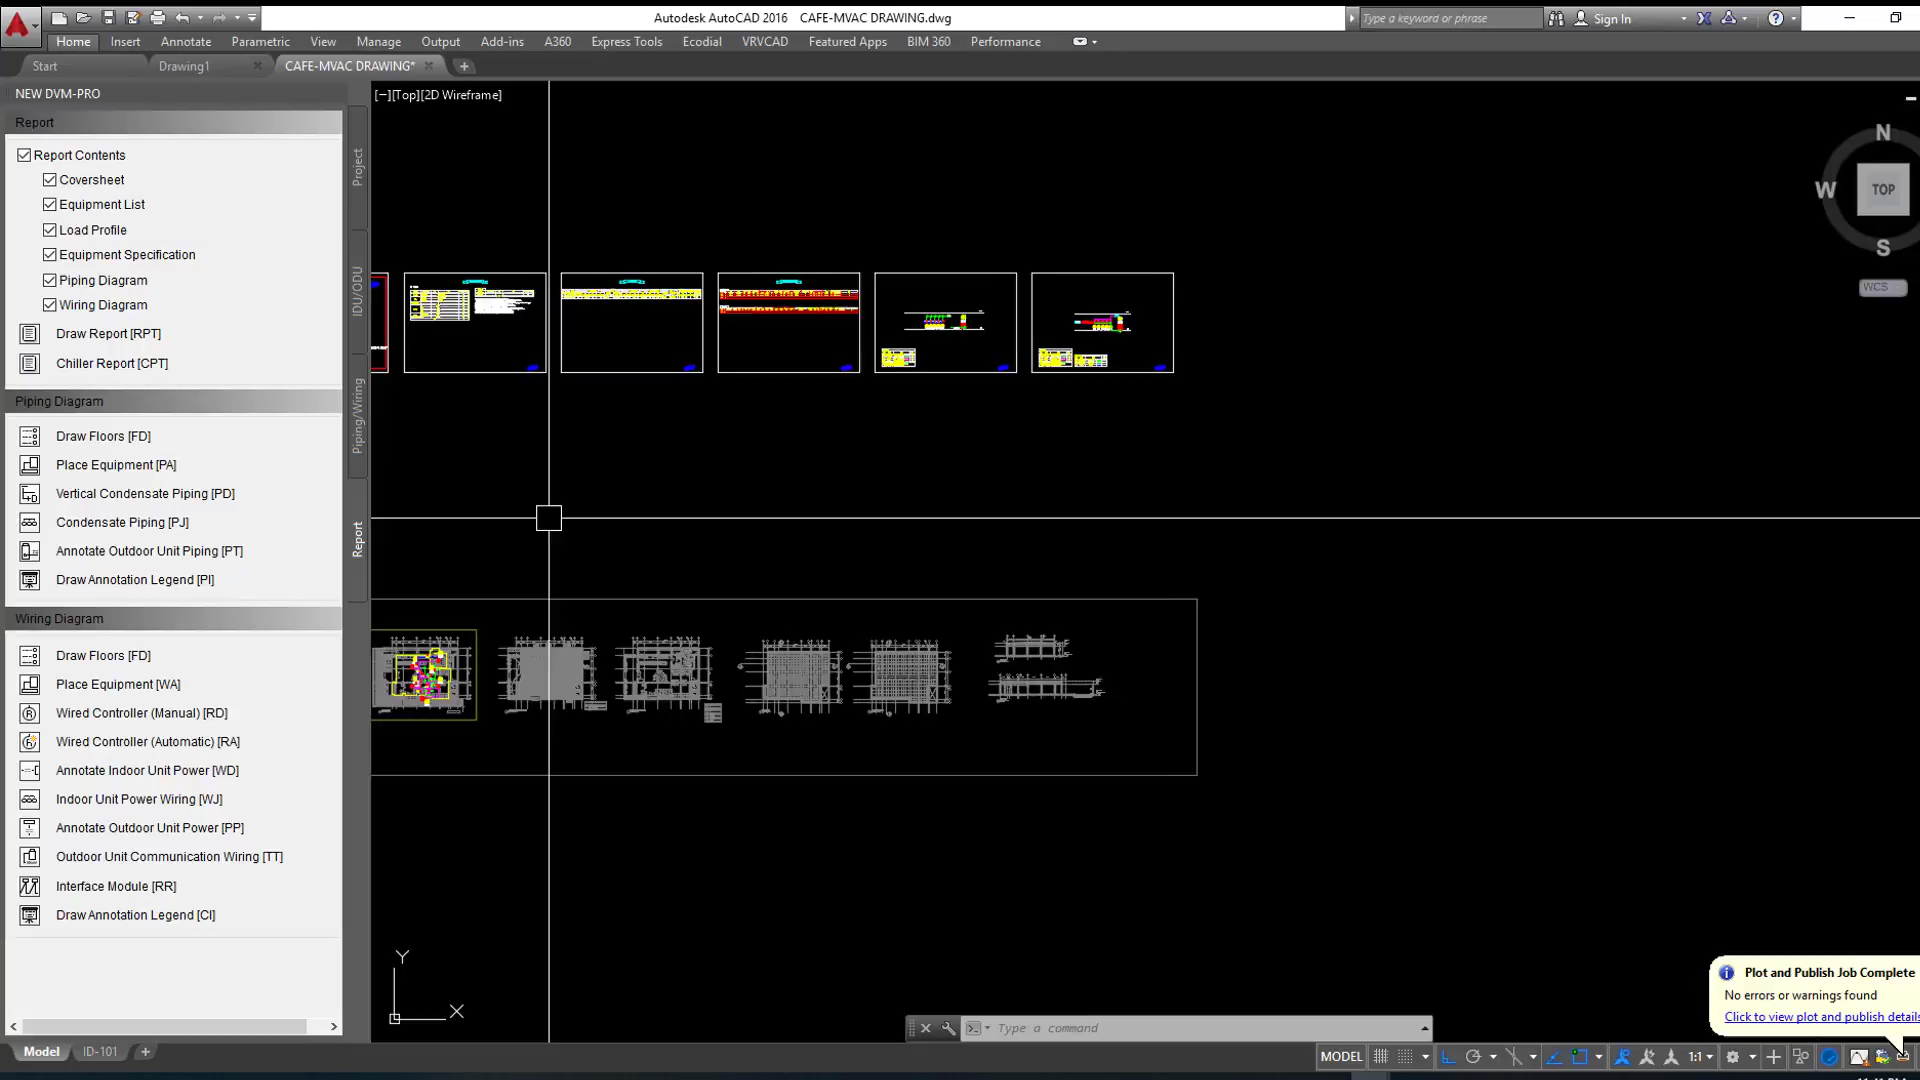 Autodesk AutoCAD 2016 CAFE-MVAC DRAWING.dwg
Type a keyword or phrase
Sign In
Home Insert Annotate Parametric View Manage Output Add-ins A360 Express Tools Ecodial VRVCAD Featured Apps BIM 360 Performance
Start Drawing1 CAFE-MVAC DRAWING*
NEW DVM-PRO
[−][Top][2D Wireframe]
Report
Report Contents
Coversheet
Equipment List
Load Profile
Equipment Specification
Piping Diagram
Wiring Diagram
Draw Report [RPT]
Chiller Report [CPT]
Piping Diagram
Draw Floors [FD]
Place Equipment [PA]
Vertical Condensate Piping [PD]
Condensate Piping [PJ]
Annotate Outdoor Unit Piping [PT]
Draw Annotation Legend [PI]
Wiring Diagram
Draw Floors [FD]
Place Equipment [WA]
Wired Controller (Manual) [RD]
Wired Controller (Automatic) [RA]
Annotate Indoor Unit Power [WD]
Indoor Unit Power Wiring [WJ]
Annotate Outdoor Unit Power [PP]
Outdoor Unit Communication Wiring [TT]
Interface Module [RR]
Draw Annotation Legend [CI]
Project
IDU/ODU
Piping/Wiring
Report
N
W TOP
S
WCS
Y
X
Plot and Publish Job Complete
No errors or warnings found
Click to view plot and publish details
Type a command
Model ID-101
MODEL 1:1